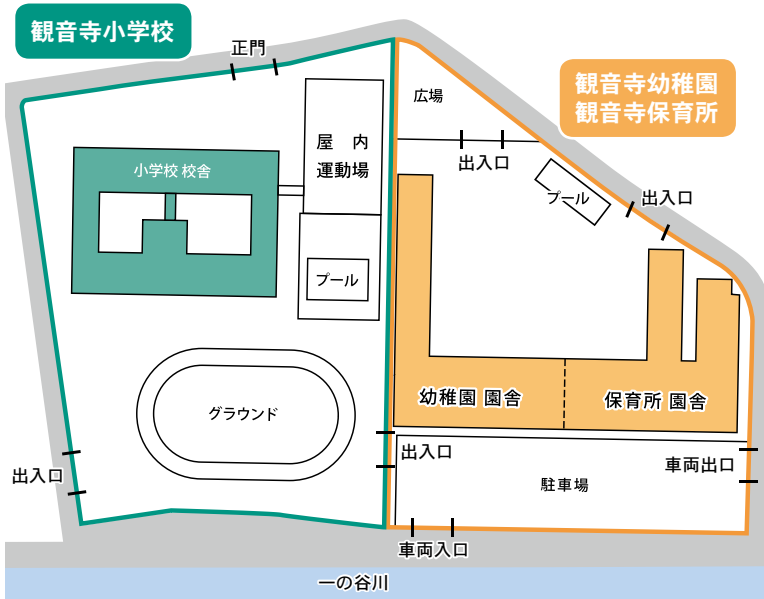 観音寺小学校
正門
観音寺幼稚園
観音寺保育所
広場
屋 内
運動場
出入口
小学校 校舎
プール
出入口
プール
幼稚園 園舎
保育所 園舎
グラウンド
出入口
出入口
車両出口
駐車場
車両入口
一の谷川